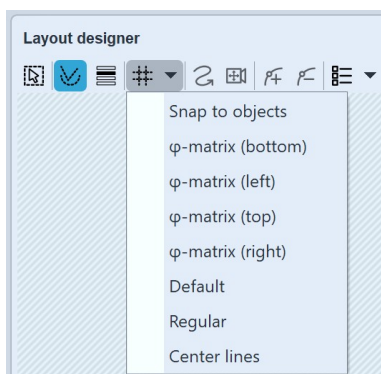 Layout designer
Snap to objects
φ-matrix (bottom)
φ-matrix (left)
φ-matrix (top)
φ-matrix (right)
Default
Regular
Center lines